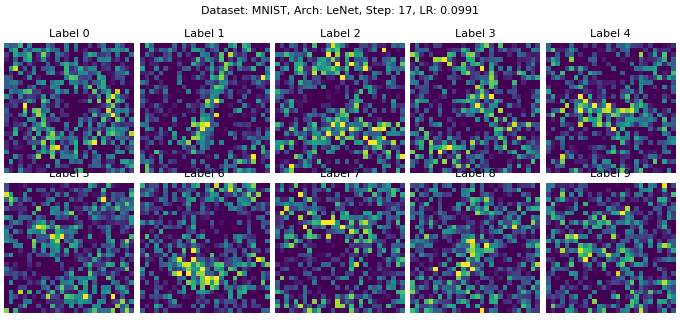 Dataset: MNIST, Arch: LeNet, Step: 17, LR: 0.0991
Label 0
Label 1
Label 2
Label 3
Label 4
Label 5
Label 6
Label 7
Label 8
Label 9